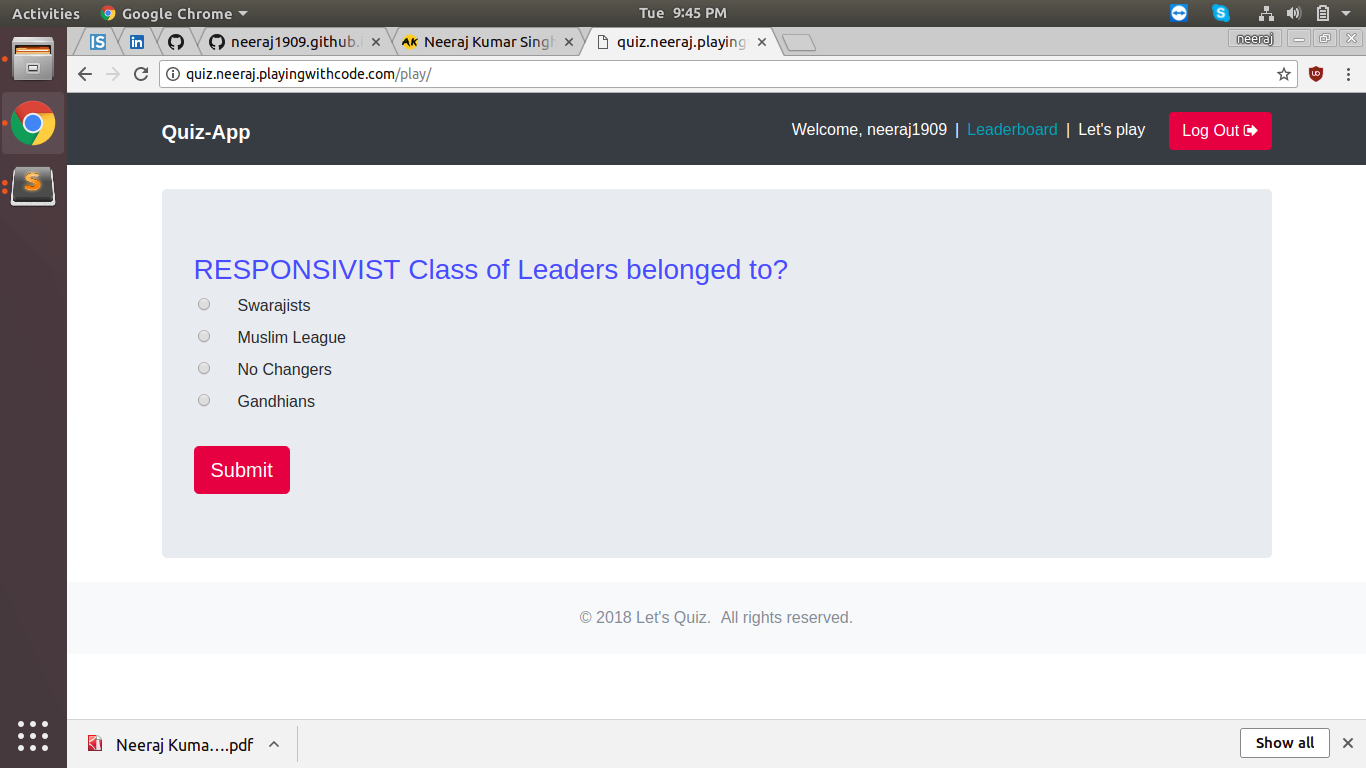 Activities Google Chrome Tue 9:45 PM
neeraj1909.github. Neeraj Kumar Singh quiz.neeraj.playing neeraj
quiz.neeraj.playingwithcode.com/play/
Quiz-App Welcome, neeraj1909 | Leaderboard | Let's play Log Out
RESPONSIVIST Class of Leaders belonged to?
Swarajists
Muslim League
No Changers
Gandhians
Submit
© 2018 Let's Quiz. All rights reserved.
Neeraj Kuma….pdf Show all